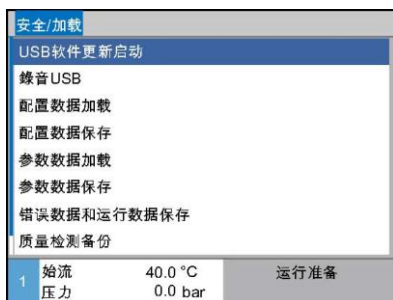 安全/加载
USB软件更新启动
錄音USB
配置数据加载
配置数据保存
参数数据加载
参数数据保存
错误数据和运行数据保存
质量检测备份
1 始流 40.0 °C 运行准备
压力 0.0 bar